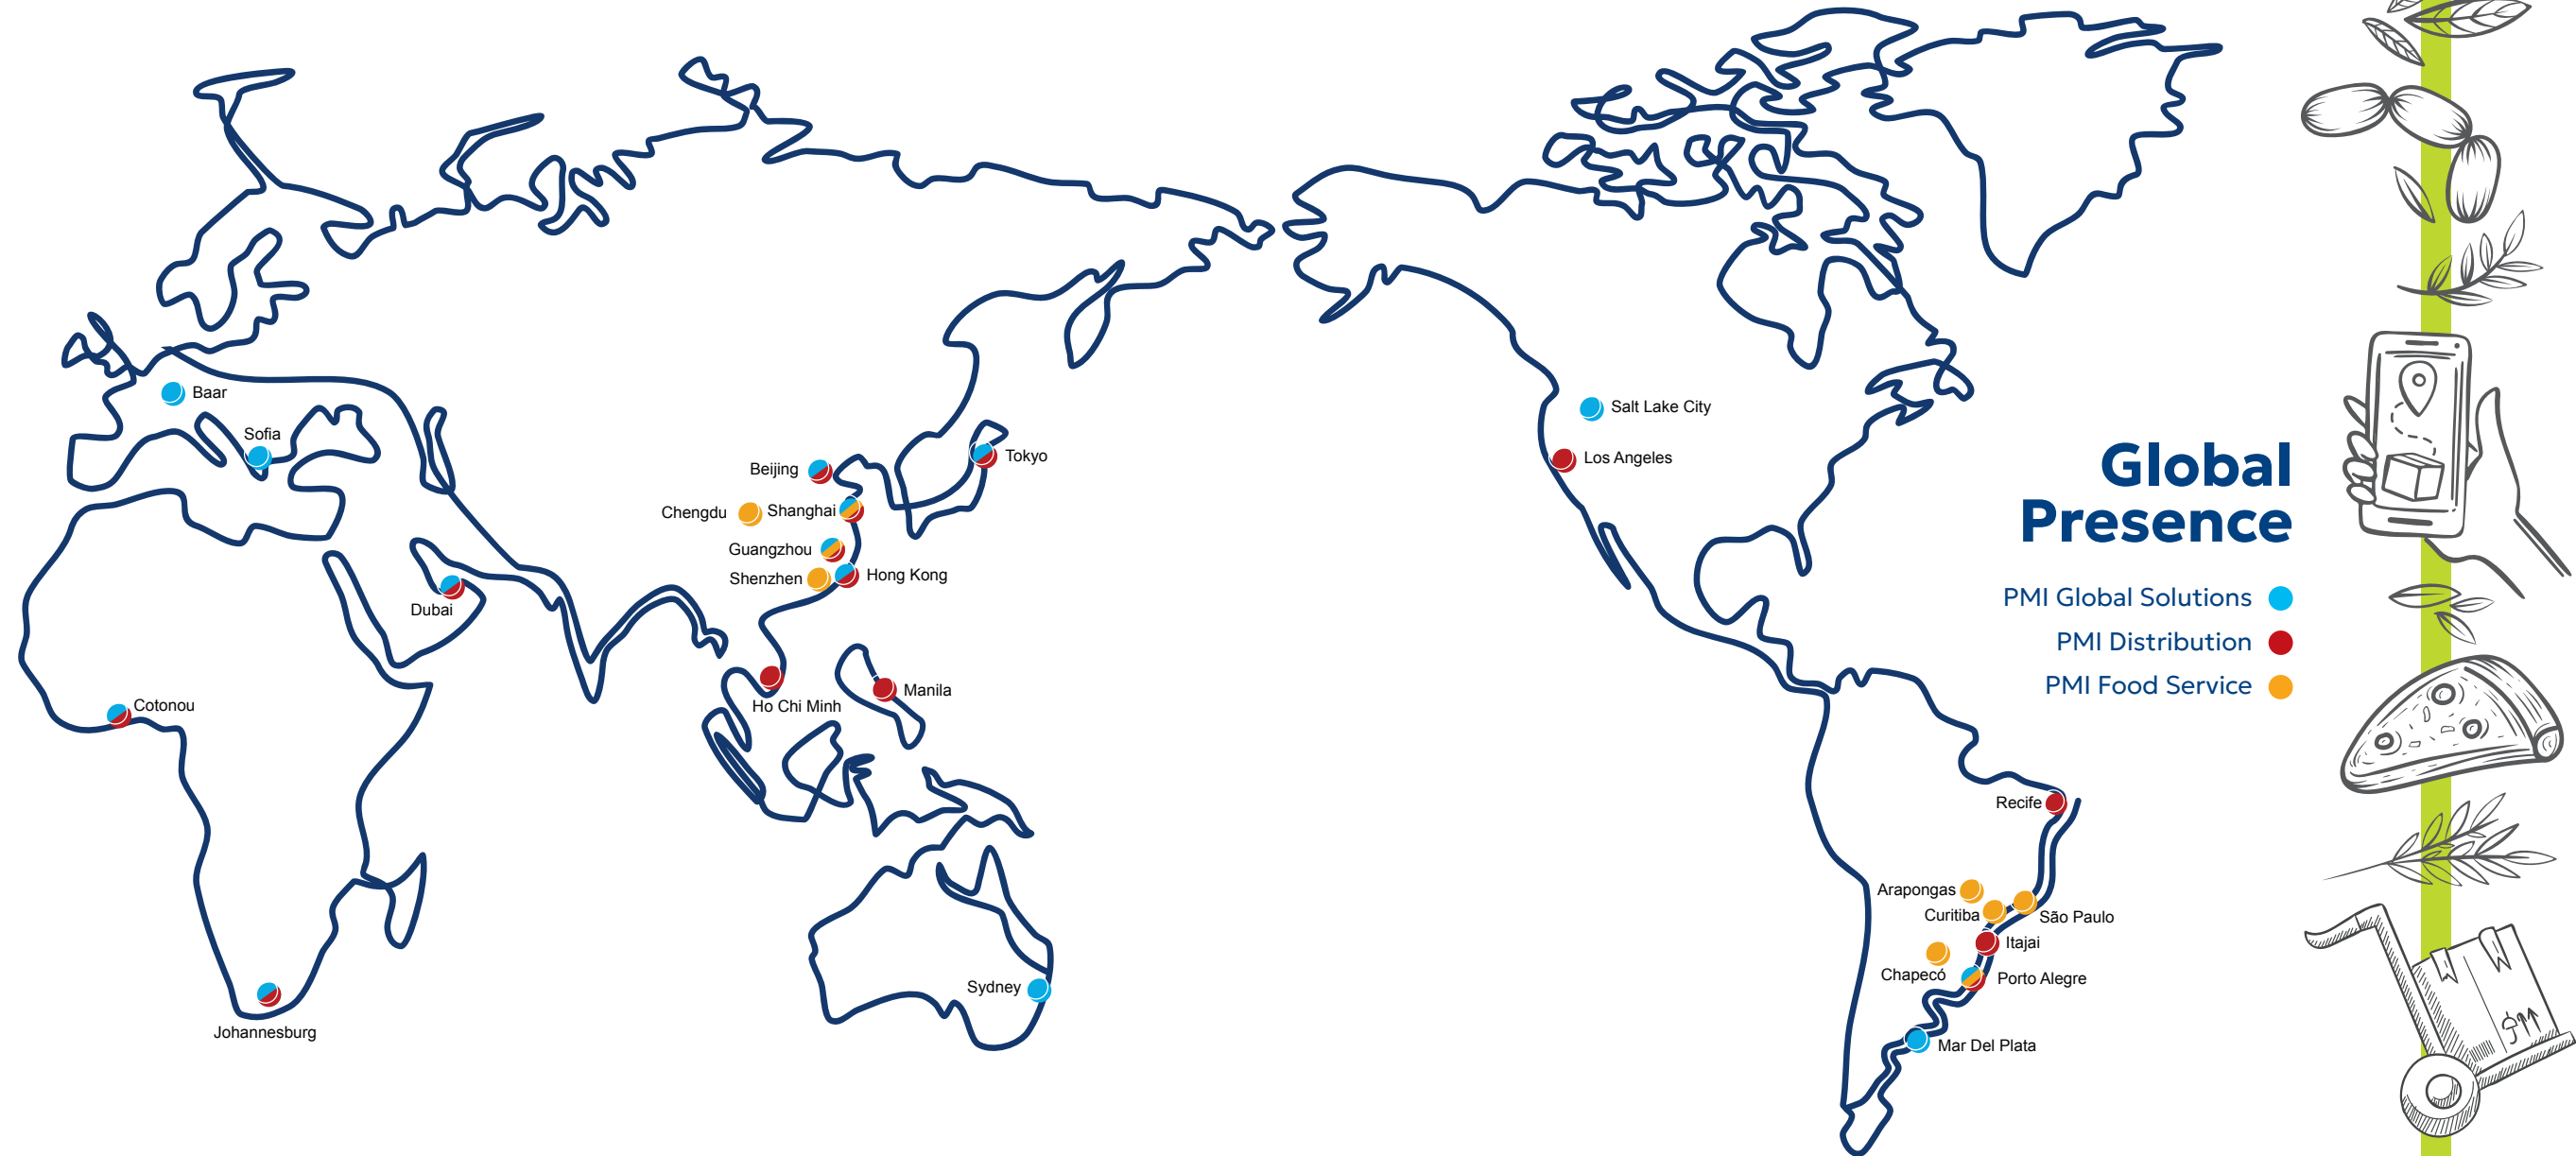 Baar
Sofia
Dubai
Cotonou
Johannesburg
Beijing
Tokyo
Chengdu
Shanghai
Guangzhou
Shenzhen
Hong Kong
Ho Chi Minh
Manila
Sydney
Salt Lake City
Los Angeles
Recife
Arapongas
Curitiba
São Paulo
Itajai
Chapecó
Porto Alegre
Mar Del Plata
Global
Presence
PMI Global Solutions
PMI Distribution
PMI Food Service